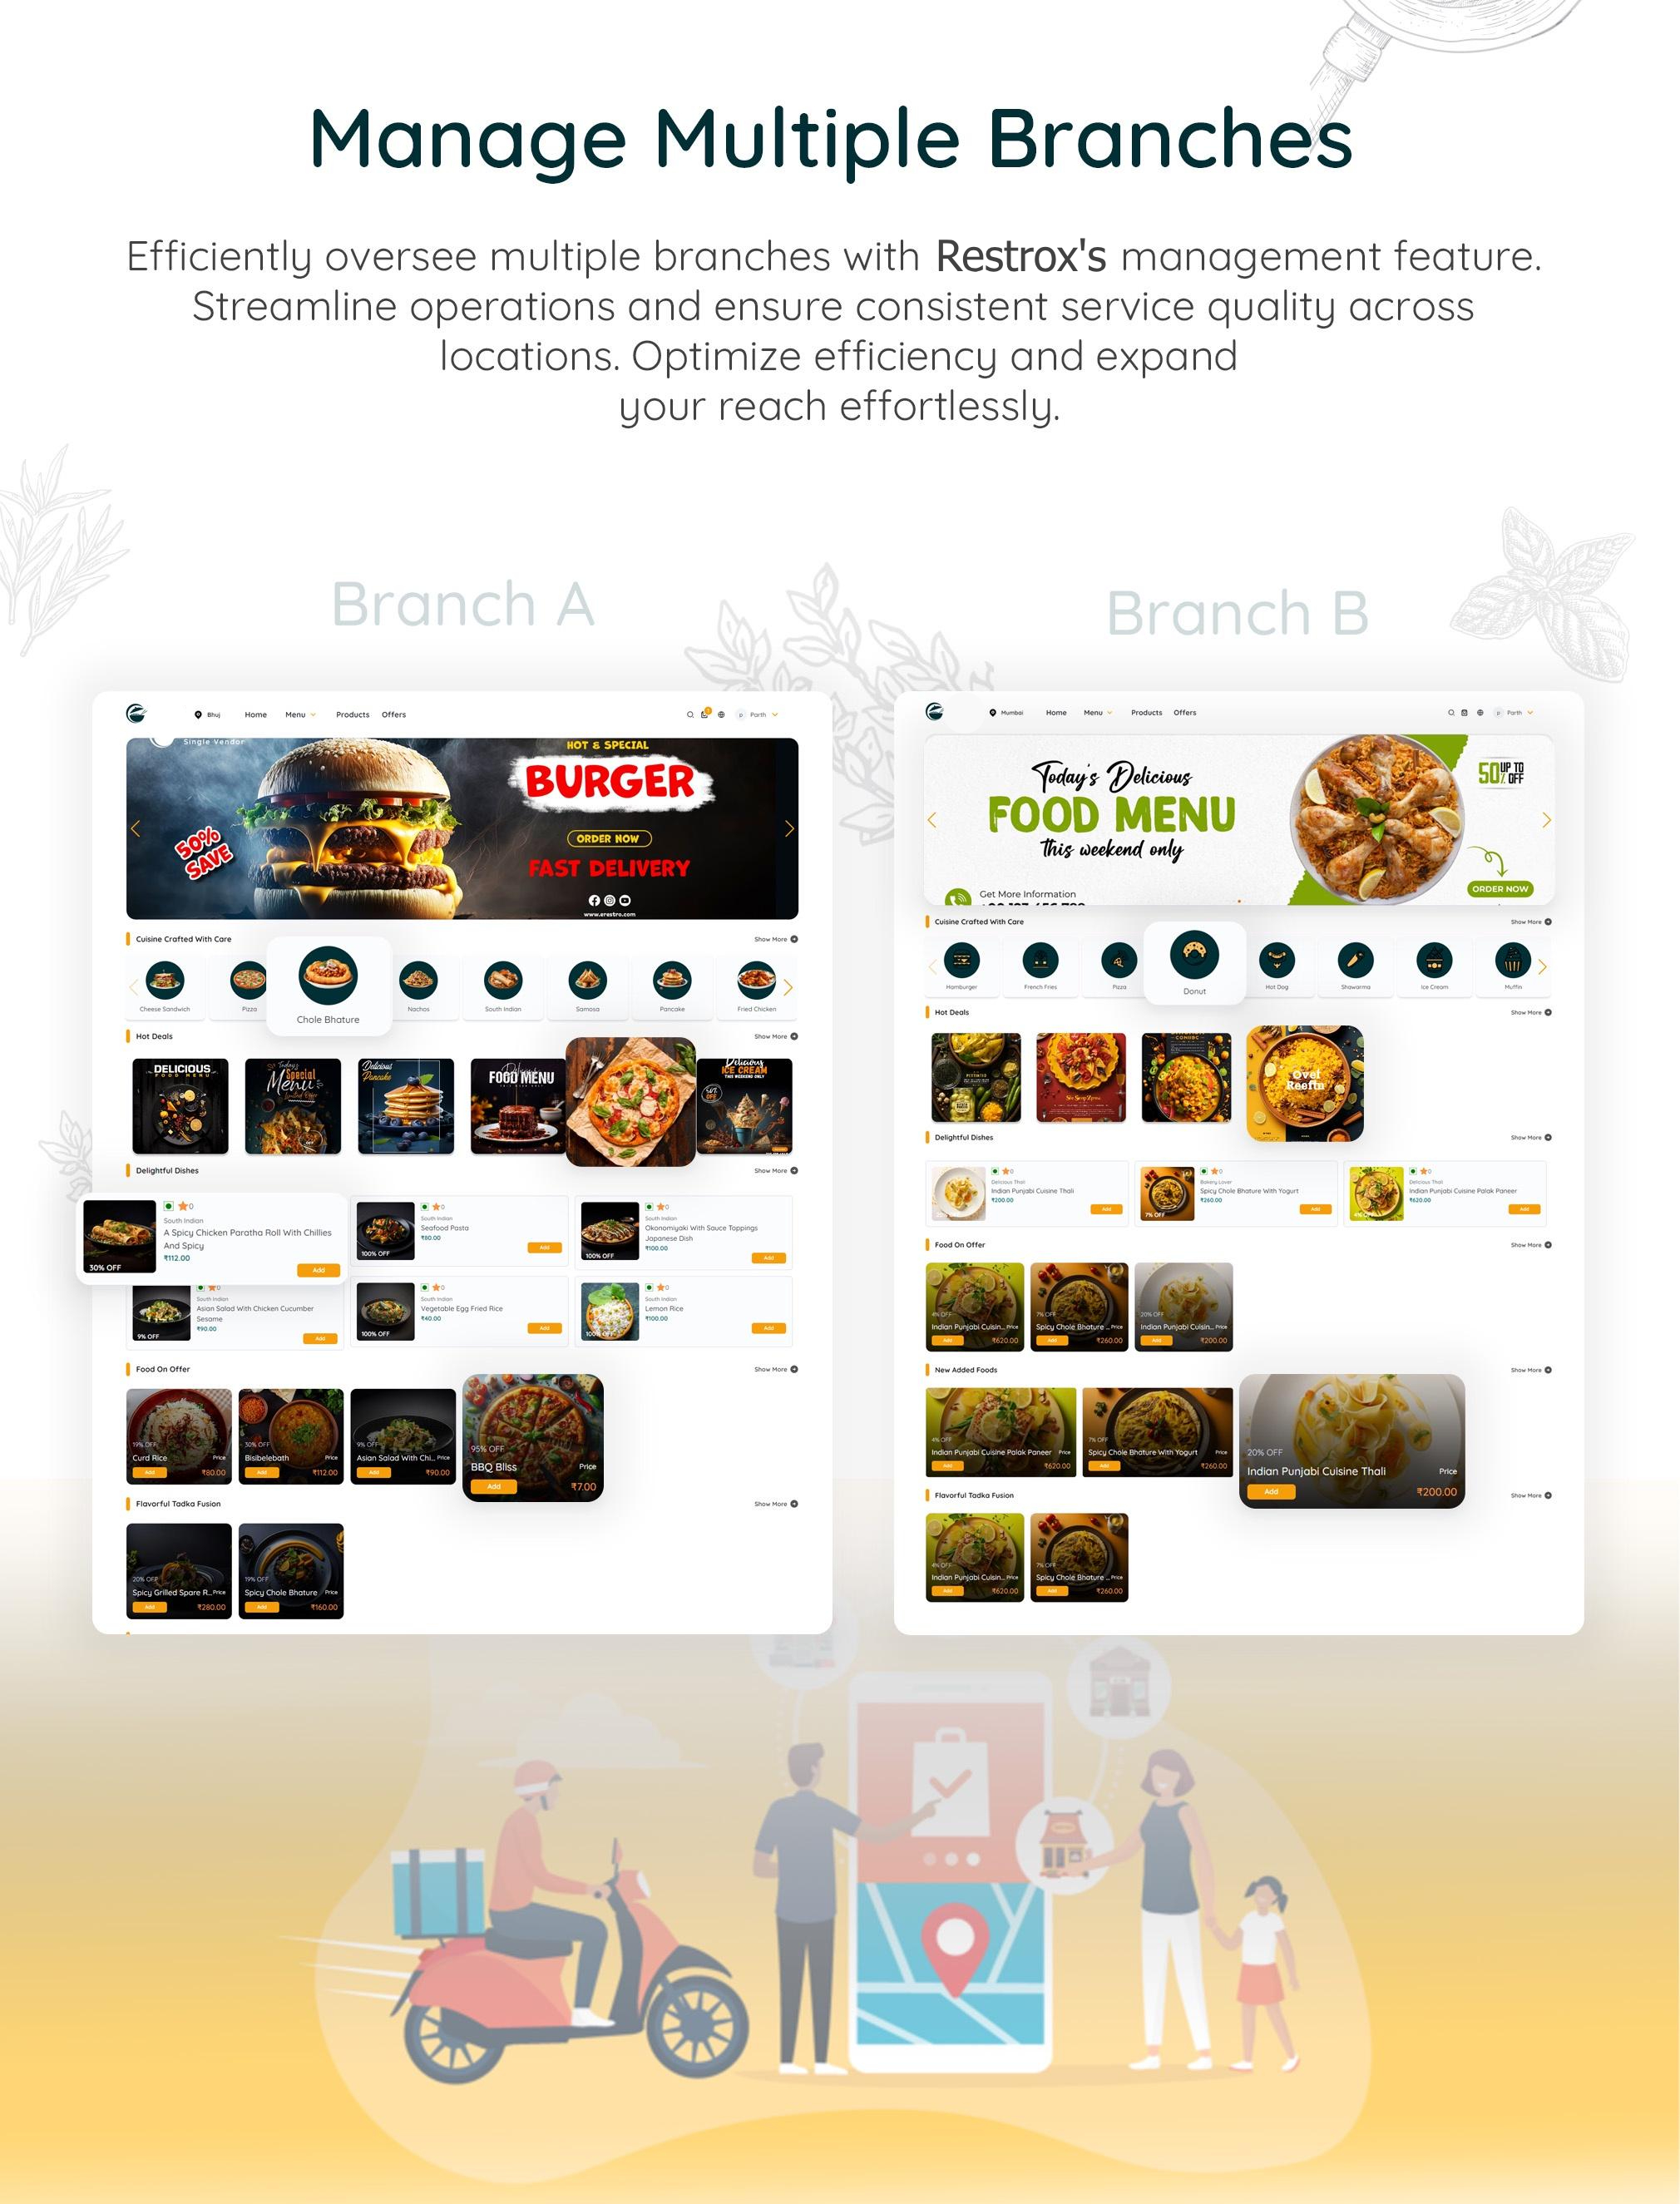 Manage Multiple Branches
Efficiently oversee multiple branches with Restrox's management feature.
Streamline operations and ensure consistent service quality across
locations. Optimize efficiency and expand
your reach effortlessly.
Branch A
Bhuj Home Menu Products Offers
P Parth
Single Vendor
HOT & SPECIAL
BURGER
50%
SAVE
ORDER NOW
FAST DELIVERY
www.erestro.com
Cuisine Crafted With Care Show More
Cheese Sandwich Pizza Chole Bhature Nachos South Indian Samosa Pancake Fried Chicken
Hot Deals Show More
DELICIOUS
FOOD MENU
Today's
Special
Menu
Delicious
Pancake
FOOD MENU
Delicious
ICE CREAM
THIS WEEKEND ONLY
50%
OFF
Delightful Dishes Show More
0
South Indian
A Spicy Chicken Paratha Roll With Chillies
And Spicy
₹112.00
30% OFF
Add
0
South Indian
Seafood Pasta
₹80.00
100% OFF
Add
0
South Indian
Okonomiyaki With Sauce Toppings
Japanese Dish
₹100.00
100% OFF
Add
0
South Indian
Asian Salad With Chicken Cucumber
Sesame
₹90.00
9% OFF
Add
0
South Indian
Vegetable Egg Fried Rice
₹40.00
100% OFF
Add
0
South Indian
Lemon Rice
₹100.00
100% OFF
Add
Food On Offer Show More
19% OFF
Curd Rice Price
Add ₹80.00
30% OFF
Bisibelebath Price
Add ₹112.00
9% OFF
Asian Salad With Chi... Price
Add ₹90.00
95% OFF
BBQ Bliss Price
Add ₹7.00
Flavorful Tadka Fusion Show More
20% OFF
Spicy Grilled Spare R... Price
Add ₹280.00
19% OFF
Spicy Chole Bhature Price
Add ₹160.00
Branch B
Mumbai Home Menu Products Offers
P Parth
Today's Delicious
FOOD MENU
this weekend only
50% UP TO
OFF
Get More Information
ORDER NOW
Cuisine Crafted With Care Show More
Hamburger French Fries Pizza Donut Hot Dog Shawarma Ice Cream Muffin
Hot Deals Show More
Ovel
Reefin
Delightful Dishes Show More
0
Delicious Thali
Indian Punjabi Cuisine Thali
₹200.00
Add
0
Bakery Lover
Spicy Chole Bhature With Yogurt
₹260.00
7% OFF
Add
0
Delicious Thali
Indian Punjabi Cuisine Palak Paneer
₹620.00
4% OFF
Add
Food On Offer Show More
4% OFF
Indian Punjabi Cuisin... Price
Add ₹620.00
7% OFF
Spicy Chole Bhature ... Price
Add ₹260.00
20% OFF
Indian Punjabi Cuisin... Price
Add ₹200.00
New Added Foods Show More
4% OFF
Indian Punjabi Cuisine Palak Paneer Price
Add ₹620.00
7% OFF
Spicy Chole Bhature With Yogurt Price
Add ₹260.00
20% OFF
Indian Punjabi Cuisine Thali Price
Add ₹200.00
Flavorful Tadka Fusion Show More
4% OFF
Indian Punjabi Cuisin... Price
Add ₹620.00
7% OFF
Spicy Chole Bhature ... Price
Add ₹260.00